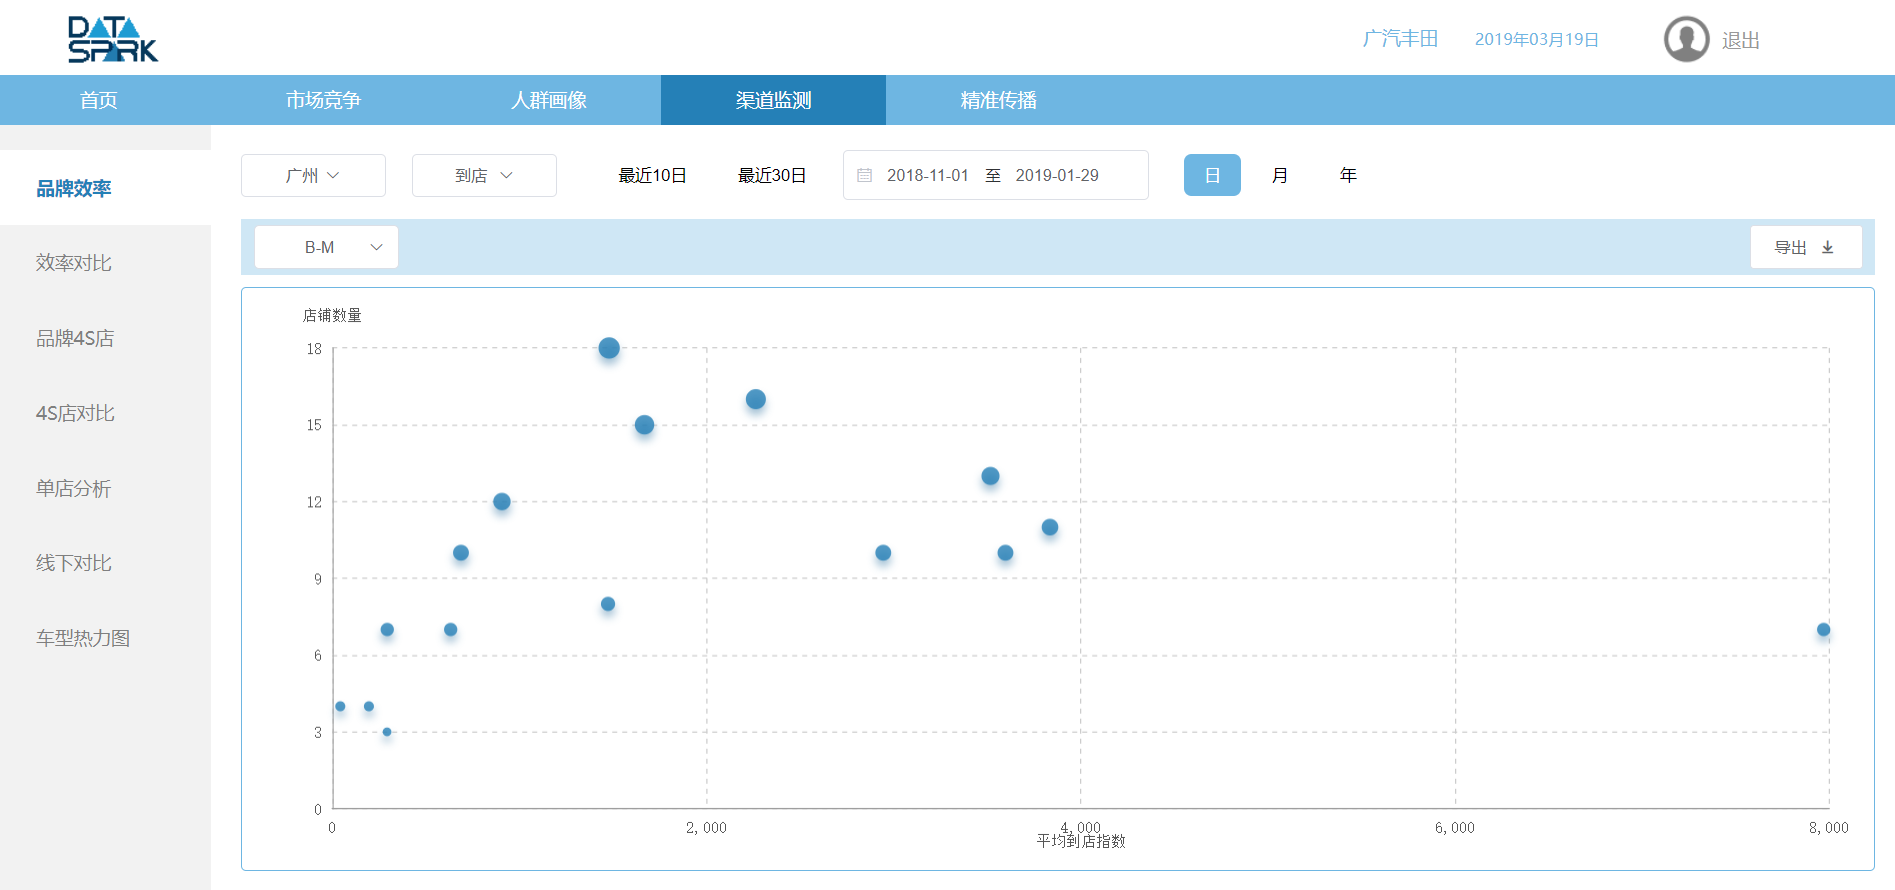 DATA
SPARK
广汽丰田 2019年03月19日 退出
首页 市场竞争 人群画像 渠道监测 精准传播
品牌效率
效率对比
品牌4S店
4S店对比
单店分析
线下对比
车型热力图
广州 到店 最近10日 最近30日 2018-11-01 至 2019-01-29 日 月 年
B-M 导出
店铺数量
18
15
12
9
6
3
0
0 2,000 4,000 6,000 8,000
平均到店指数